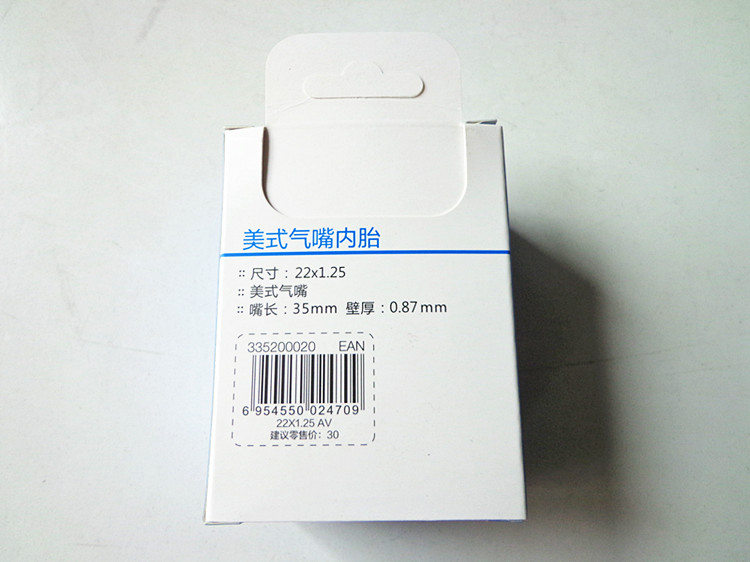 美式气嘴内胎
:: 尺寸：22x1.25
:: 美式气嘴
:: 嘴长：35mm 壁厚：0.87mm
335200020 EAN
6 954550 024709
22X1.25 AV
建议零售价：30